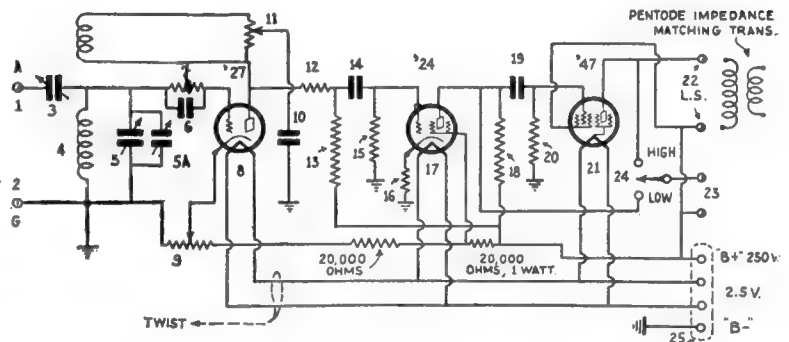 PENTODE IMPEDANCE
MATCHING TRANS.
11
A
1
3
7
'27
12
14
'24
19
'47
22
L.S.
4
5
5A
6
8
10
13
15
16
17
18
20
21
24
HIGH
LOW
23
2
G
9
20,000
OHMS
20,000
OHMS, 1 WATT.
"B+" 250 V.
2.5 V.
TWIST
25
"B-"